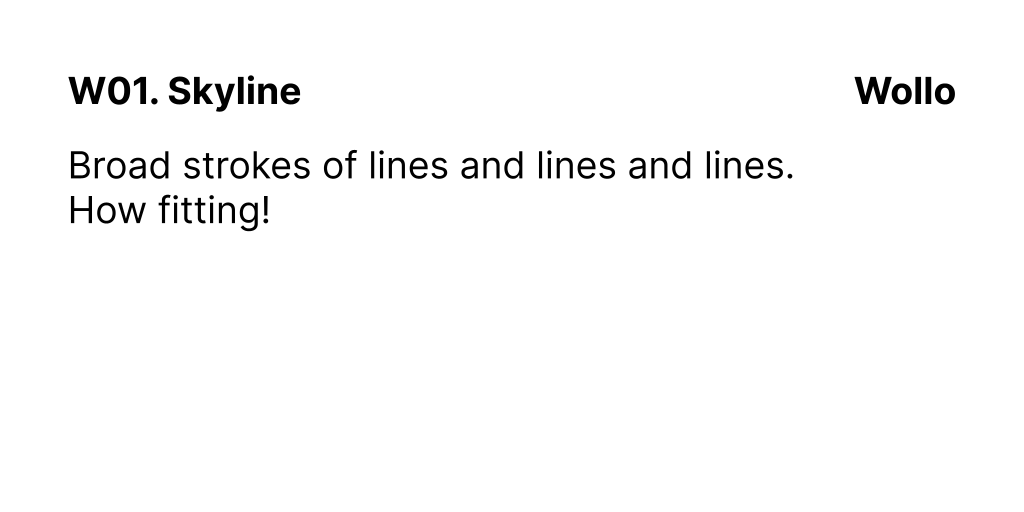 W01. Skyline Wollo
Broad strokes of lines and lines and lines.
How fitting!